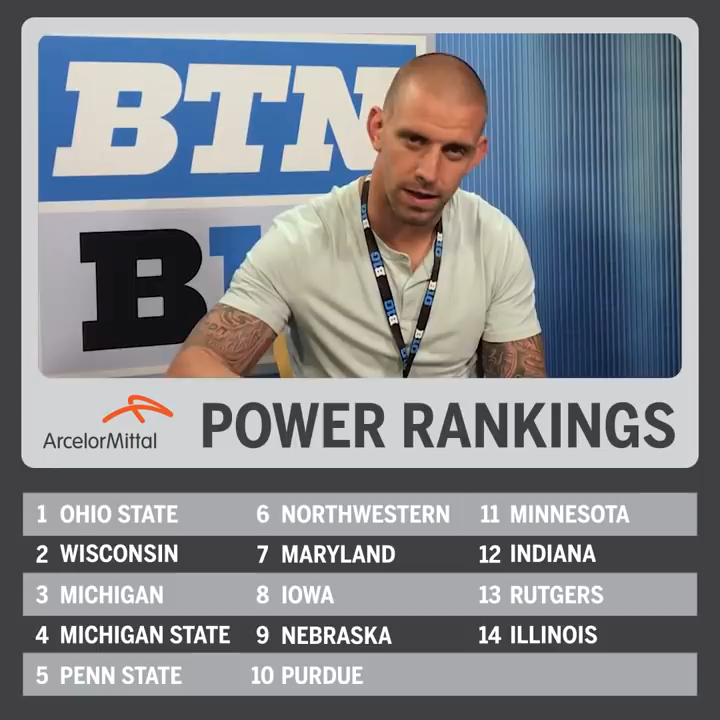 BTN
B1
ArcelorMittal
POWER RANKINGS
1 OHIO STATE
2 WISCONSIN
3 MICHIGAN
4 MICHIGAN STATE
5 PENN STATE
6 NORTHWESTERN
7 MARYLAND
8 IOWA
9 NEBRASKA
10 PURDUE
11 MINNESOTA
12 INDIANA
13 RUTGERS
14 ILLINOIS